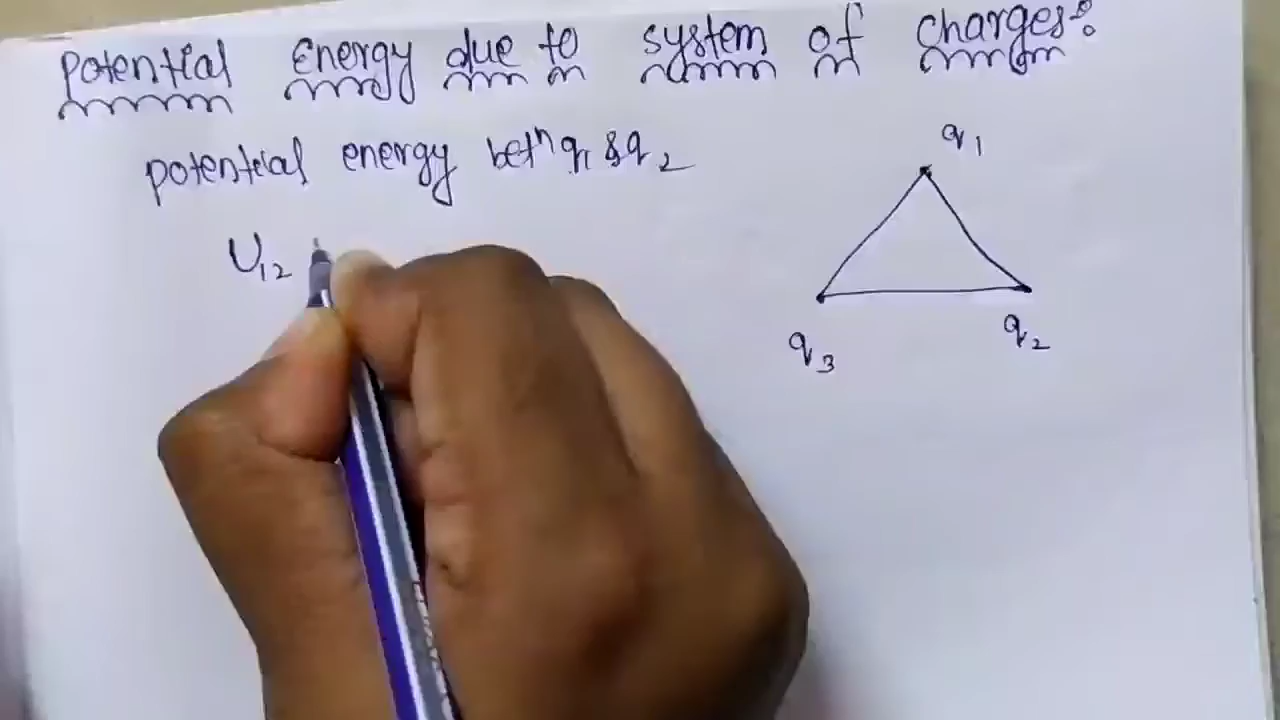 Potential Energy due to system of charges:
potential energy betn q1 & q2
U12
q1
q3
q2